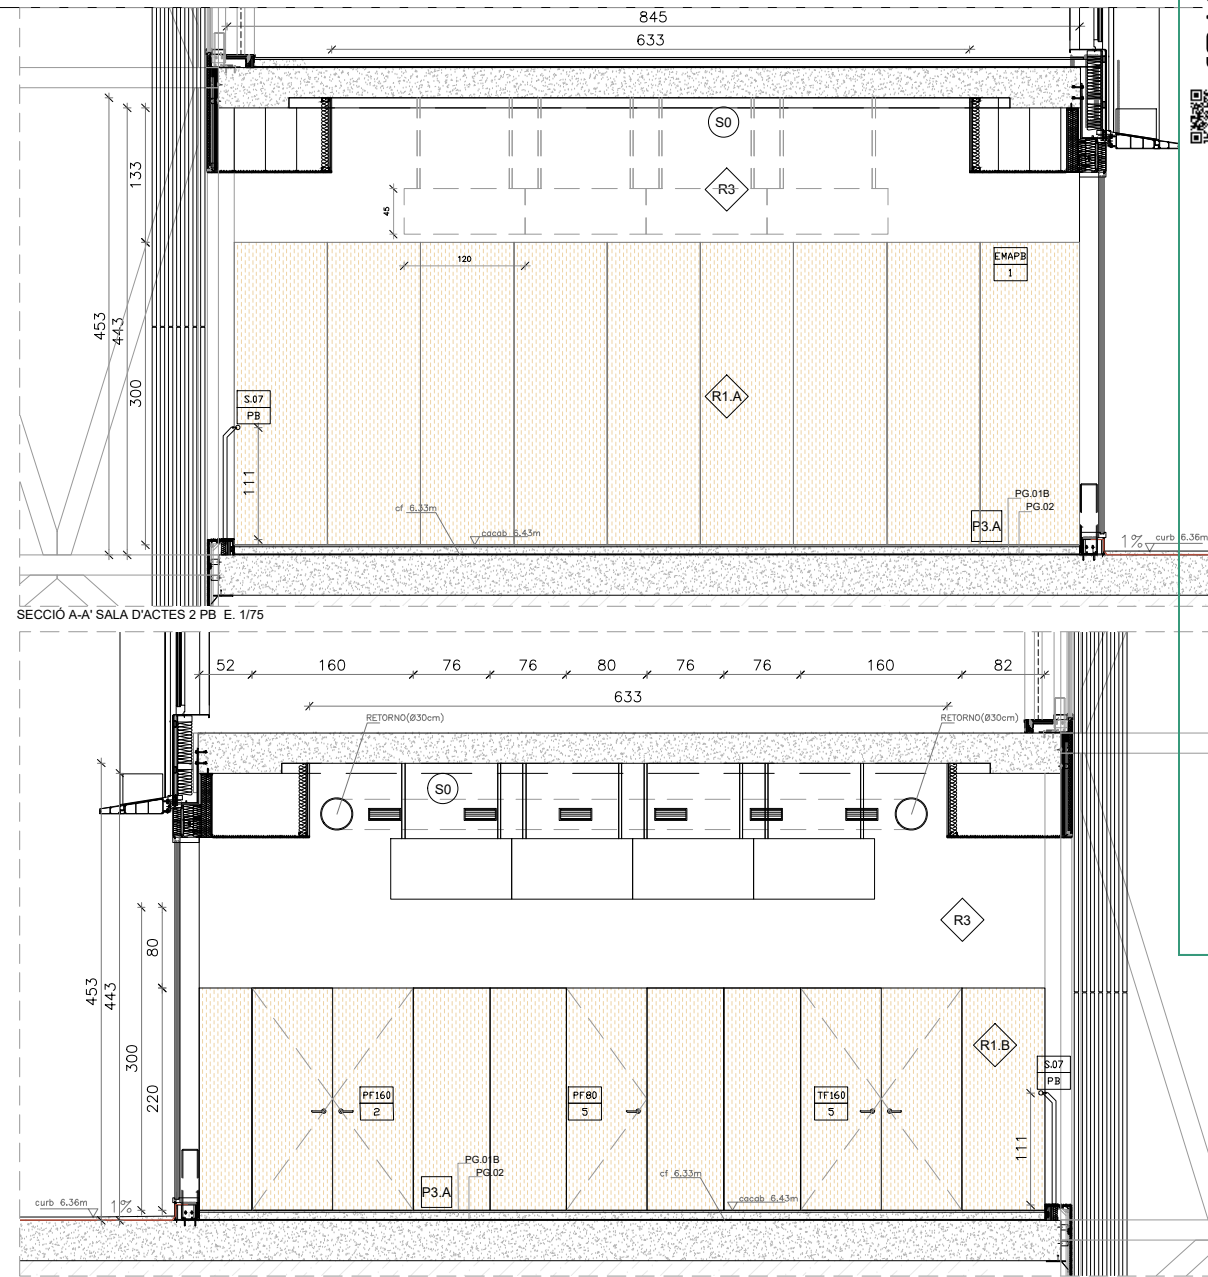 845
633
S0
133
R3
45
EMAPB
1
120
453
443
300
R1.A
S.07
PB
111
PG.01B
cf 6.33m
PG.02
P3.A
cacab 6.43m
1%
curb 6.36m
SECCIÓ A-A' SALA D'ACTES 2 PB E. 1/75
52 160 76 76 80 76 76 160 82
633
RETORNO(Ø30cm)
RETORNO(Ø30cm)
S0
R3
80
453
443
300
220
R1.B
S.07
PB
PF160
2
PF80
5
TF160
5
111
PG.01B
PG.02
cf 6.33m
P3.A
curb 6.36m
1%
cacab 6.43m